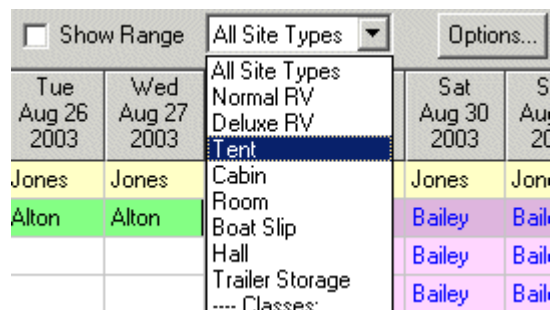 Show Range All Site Types Options...
Tue Wed Sat
Aug 26 Aug 27 Aug 30
2003 2003 2003
All Site Types
Normal RV
Deluxe RV
Tent
Cabin
Room
Boat Slip
Hall
Trailer Storage
---- Classes:
Jones Jones Jones
Alton Alton Bailey
Bailey
Bailey